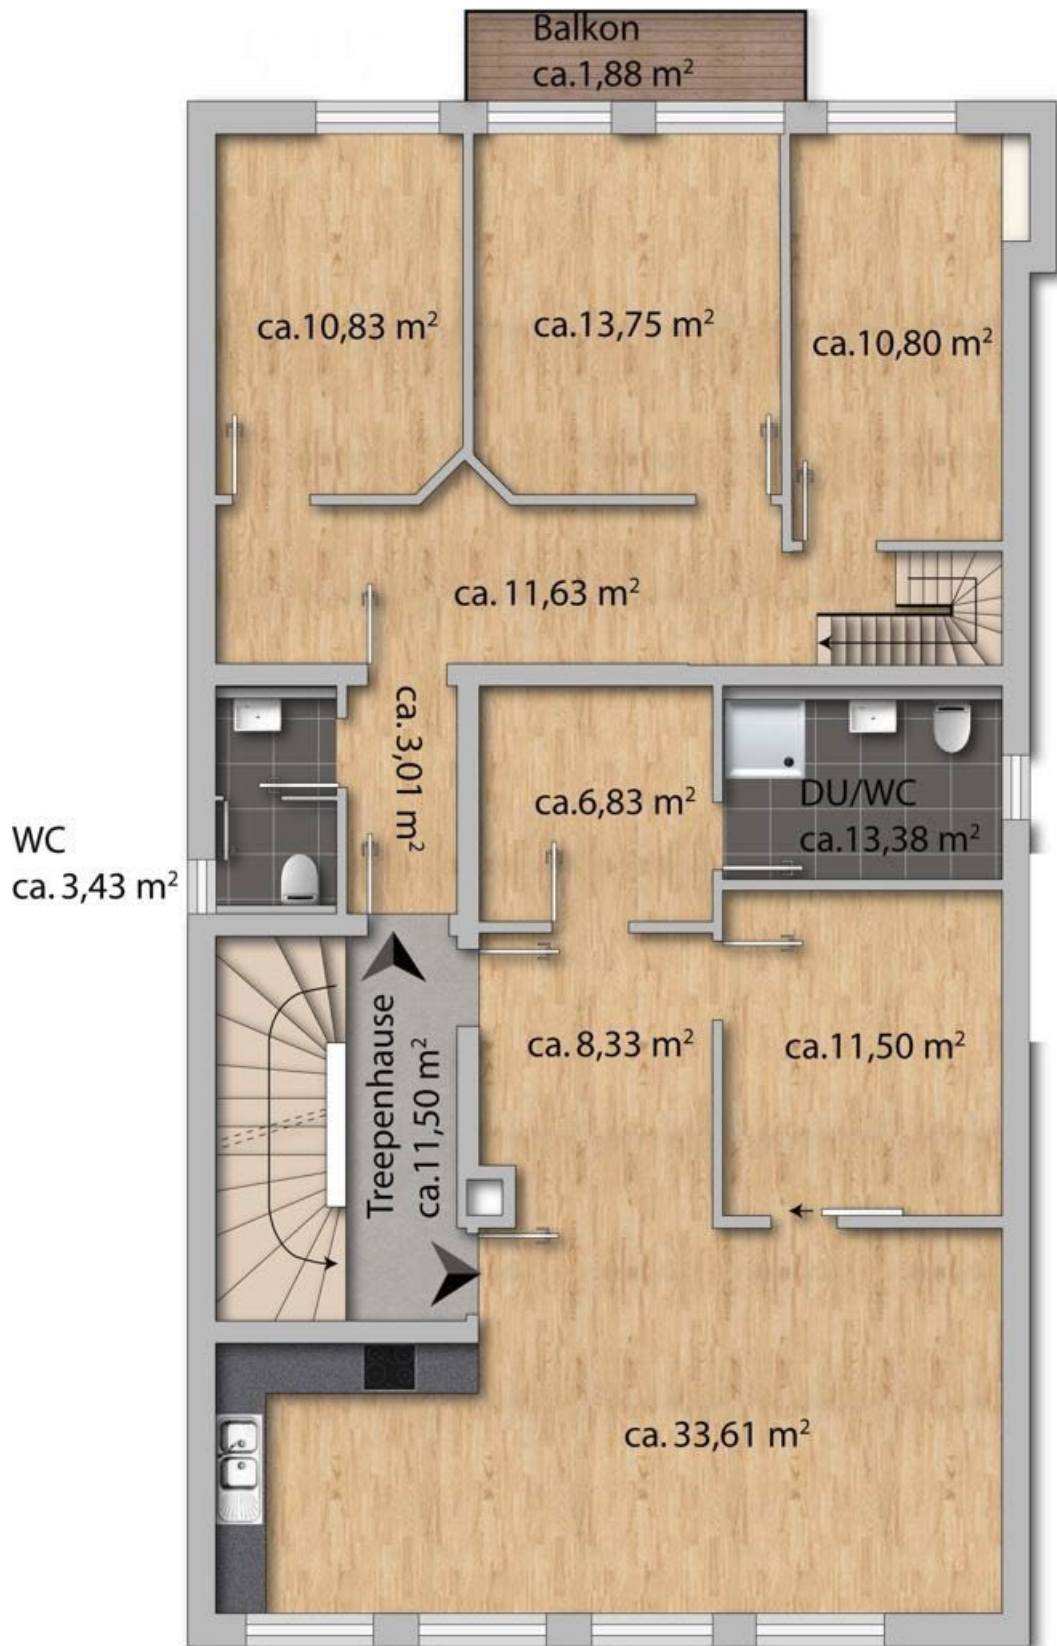 Balkon
ca.1,88 m²
ca.10,83 m²
ca.13,75 m²
ca.10,80 m²
ca. 11,63 m²
ca. 3,01 m²
ca.6,83 m²
DU/WC
ca.13,38 m²
WC
ca. 3,43 m²
Treepenhause
ca.11,50 m²
ca. 8,33 m²
ca.11,50 m²
ca. 33,61 m²